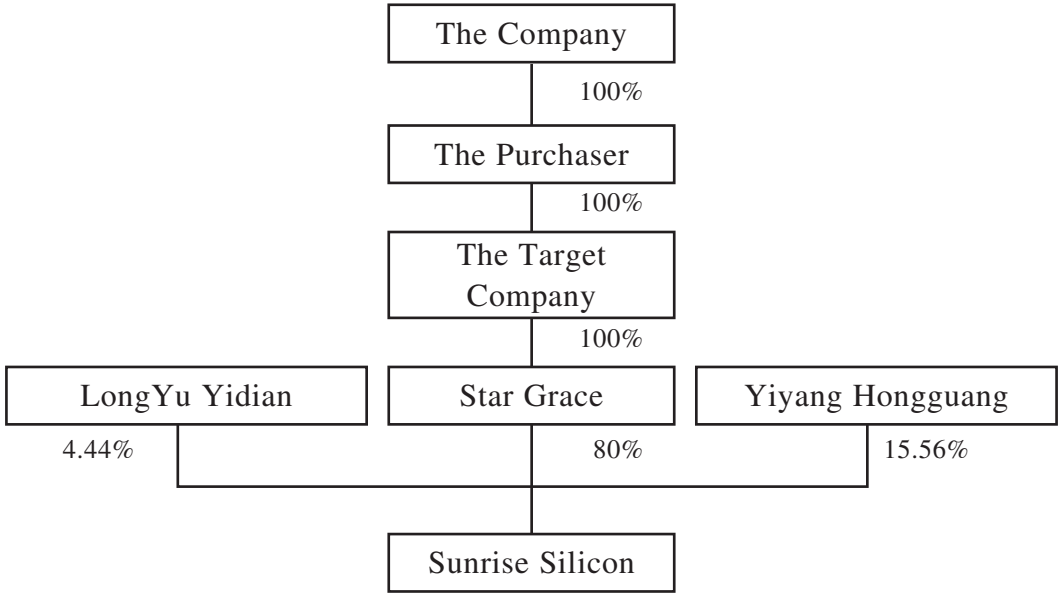 The Company
100%
The Purchaser
100%
The Target
Company
100%
LongYu Yidian
Star Grace
Yiyang Hongguang
4.44%
80%
15.56%
Sunrise Silicon